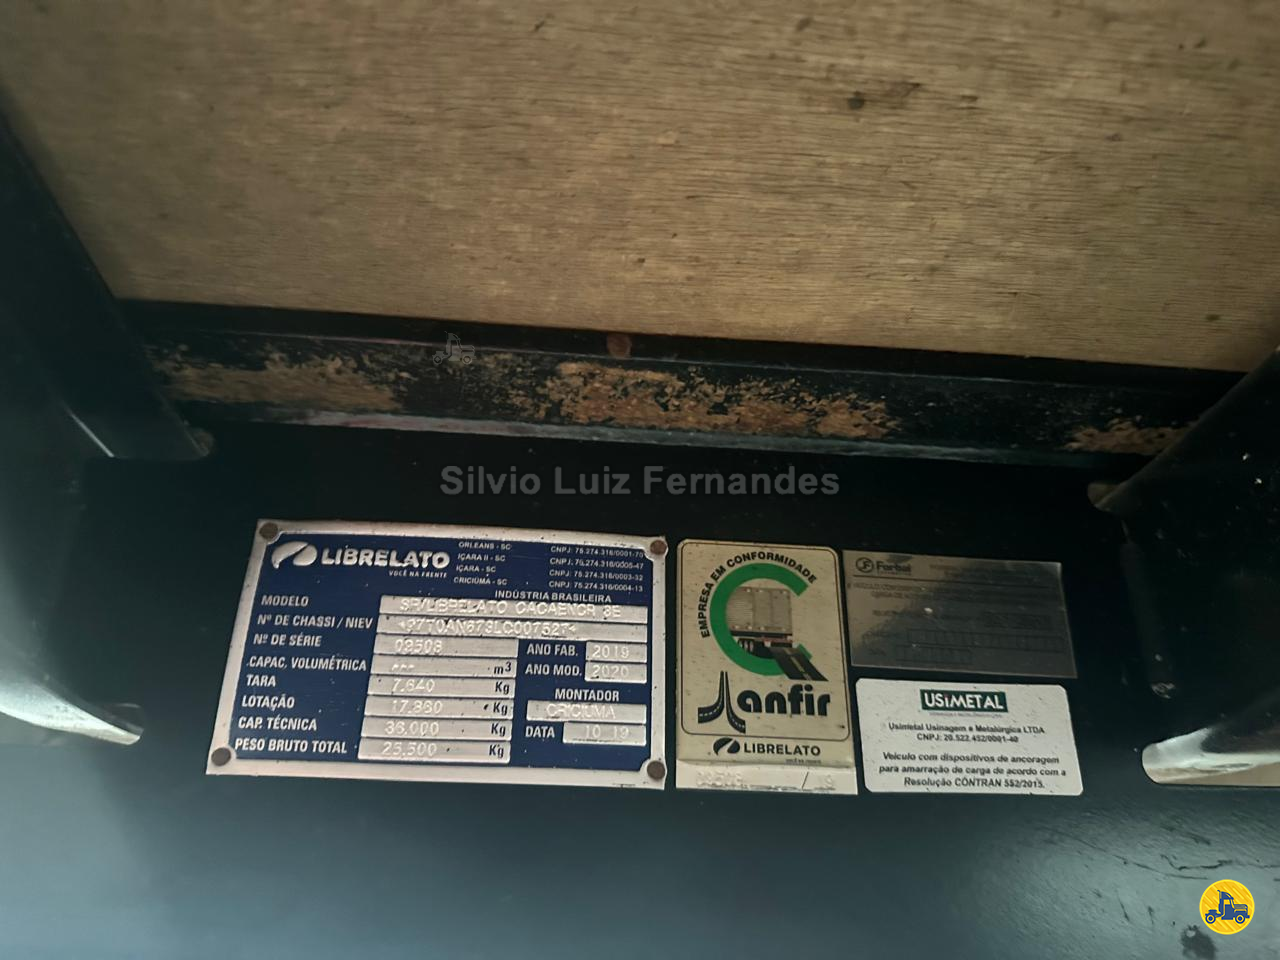 Silvio Luiz Fernandes
LIBRELATO
VOCÊ NA FRENTE
ORLEANS - SC CNPJ: 75.274.316/0001-70
IÇARA II - SC CNPJ: 75.274.316/0005-47
IÇARA - SC CNPJ: 75.274.316/0003-32
CRICIÚMA - SC CNPJ: 75.274.316/0004-13
INDÚSTRIA BRASILEIRA
MODELO SR/LIBRELATO CACAENCR 3E
Nº DE CHASSI / NIEV
Nº DE SÉRIE 09508 ANO FAB. 2019
CAPAC. VOLUMÉTRICA m³ ANO MOD. 2020
TARA 7.640 Kg MONTADOR
LOTAÇÃO 17.860 Kg CRICIUMA
CAP. TÉCNICA 36.000 Kg DATA 10 19
PESO BRUTO TOTAL 25.500 Kg
EMPRESA EM CONFORMIDADE
anfir
LIBRELATO
Forbal
USiMETAL
Usimetal Usinagem e Metalúrgica LTDA
CNPJ: 20.522.452/0001-40
Veículo com dispositivos de ancoragem
para amarração de carga de acordo com a
Resolução CONTRAN 552/2015.